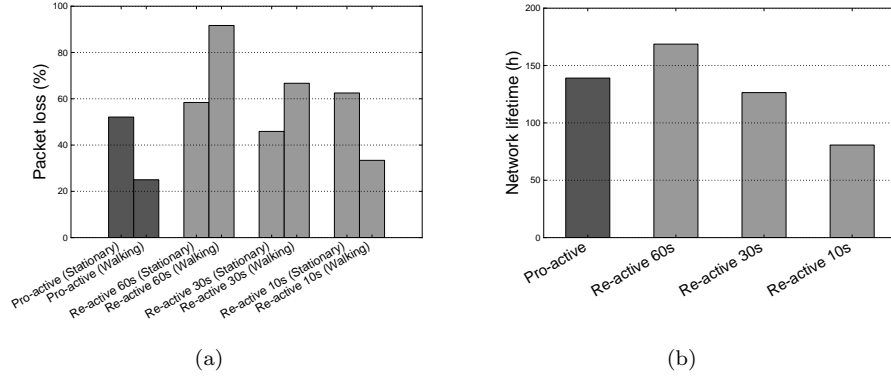 Packet loss (%)
100
80
60
40
20
0
Pro-active (Stationary)
Pro-active (Walking)
Re-active 60s (Stationary)
Re-active 60s (Walking)
Re-active 30s (Stationary)
Re-active 30s (Walking)
Re-active 10s (Stationary)
Re-active 10s (Walking)
(a)
Network lifetime (h)
200
150
100
50
0
Pro-active
Re-active 60s
Re-active 30s
Re-active 10s
(b)